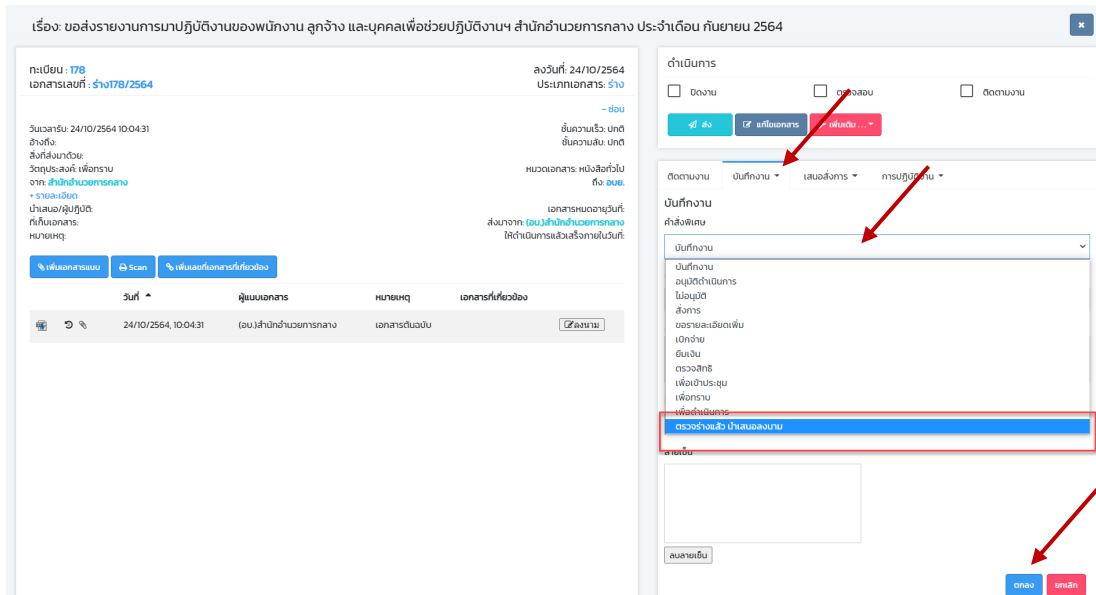 เรื่อง: ขอส่งรายงานการมาปฏิบัติงานของพนักงาน ลูกจ้าง และบุคคลเพื่อช่วยปฏิบัติงานฯ สำนักอำนวยการกลาง ประจำเดือน กันยายน 2564
ทะเบียน : 178
ลงวันที่: 24/10/2564
เอกสารเลขที่ : ร่าง178/2564
ประเภทเอกสาร: ร่าง
- ซ่อน
วันเวลารับ: 24/10/2564 10:04:31
ชั้นความเร็ว: ปกติ
อ้างถึง:
ชั้นความลับ: ปกติ
สิ่งที่ส่งมาด้วย:
วัตถุประสงค์: เพื่อทราบ
หมวดเอกสาร: หนังสือทั่วไป
จาก: สำนักอำนวยการกลาง
ถึง: อบย.
+ รายละเอียด
นำเสนอ/ผู้ปฏิบัติ:
เอกสารหมดอายุวันที่:
ที่เก็บเอกสาร:
ส่งมาจาก: (อบ.)สำนักอำนวยการกลาง
หมายเหตุ:
ให้ดำเนินการแล้วเสร็จภายในวันที่:
เพิ่มเอกสารแนบ
Scan
เพิ่มเลขที่เอกสารที่เกี่ยวข้อง
วันที่
ผู้แนบเอกสาร
หมายเหตุ
เอกสารที่เกี่ยวข้อง
24/10/2564, 10:04:31
(อบ.)สำนักอำนวยการกลาง
เอกสารต้นฉบับ
ลงนาม
ดำเนินการ
ปิดงาน
ตรวจสอบ
ติดตามงาน
ส่ง
แก้ไขเอกสาร
เพิ่มเติม ...
ติดตามงาน
บันทึกงาน
เสนอสั่งการ
การปฏิบัติงาน
บันทึกงาน
คำสั่งพิเศษ
บันทึกงาน
บันทึกงาน
อนุมัติดำเนินการ
ไม่อนุมัติ
สั่งการ
ขอรายละเอียดเพิ่ม
เบิกจ่าย
ยืมเงิน
ตรวจสิทธิ
เพื่อเข้าประชุม
เพื่อทราบ
เพื่อดำเนินการ
ตรวจร่างแล้ว นำเสนอลงนาม
ลายเซ็น
ลบลายเซ็น
ตกลง
ยกเลิก